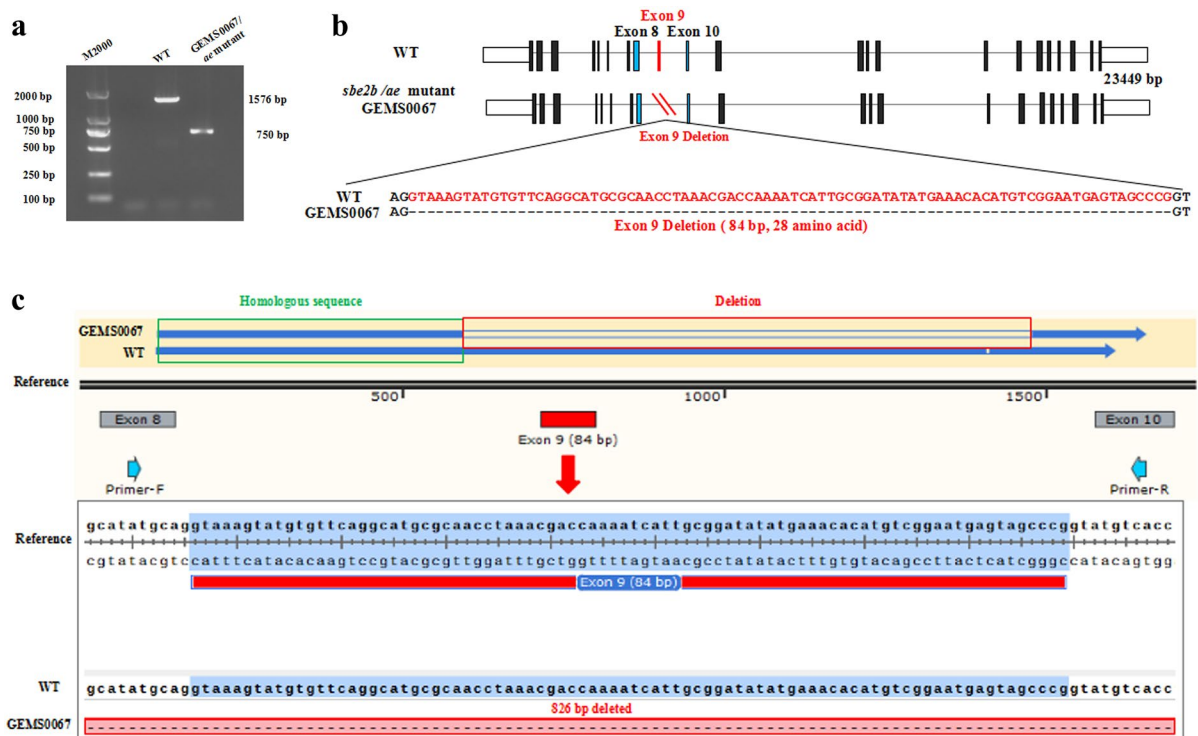 a
M2000
WT
GEMS0067/
ae mutant
2000 bp
1000 bp
750 bp
500 bp
250 bp
100 bp
1576 bp
750 bp
b
Exon 9
Exon 8 Exon 10
WT
23449 bp
sbe2b /ae mutant
GEMS0067
Exon 9 Deletion
WT AGGTAAAGTATGTGTTCAGGCATGCGCAACCTAAACGACCAAAATCATTGCGGATATATGAAACACATGTCGGAATGAGTAGCCCGGT
GEMS0067 AG--------------------------------------------------------------------------------------GT
Exon 9 Deletion ( 84 bp, 28 amino acid)
c
Homologous sequence Deletion
GEMS0067
WT
Reference
500 1000 1500
Exon 8 Exon 10
Exon 9 (84 bp)
Primer-F Primer-R
gcatatgcaggtaaagtatgtgttcaggcatgcgcaacctaaacgaccaaaatcattgcggatatatgaaacacatgtcggaatgagtagcccggtatgtcacc
Reference
cgtatacgtccatttcatacacaagtccgtacgcgttggatttgctggttttagtaacgcctatatactttgtgtacagccttactcatcgggccatacagtgg
Exon 9 (84 bp)
WT gcatatgcaggtaaagtatgtgttcaggcatgcgcaacctaaacgaccaaaatcattgcggatatatgaaacacatgtcggaatgagtagcccggtatgtcacc
826 bp deleted
GEMS0067 --------------------------------------------------------------------------------------------------------